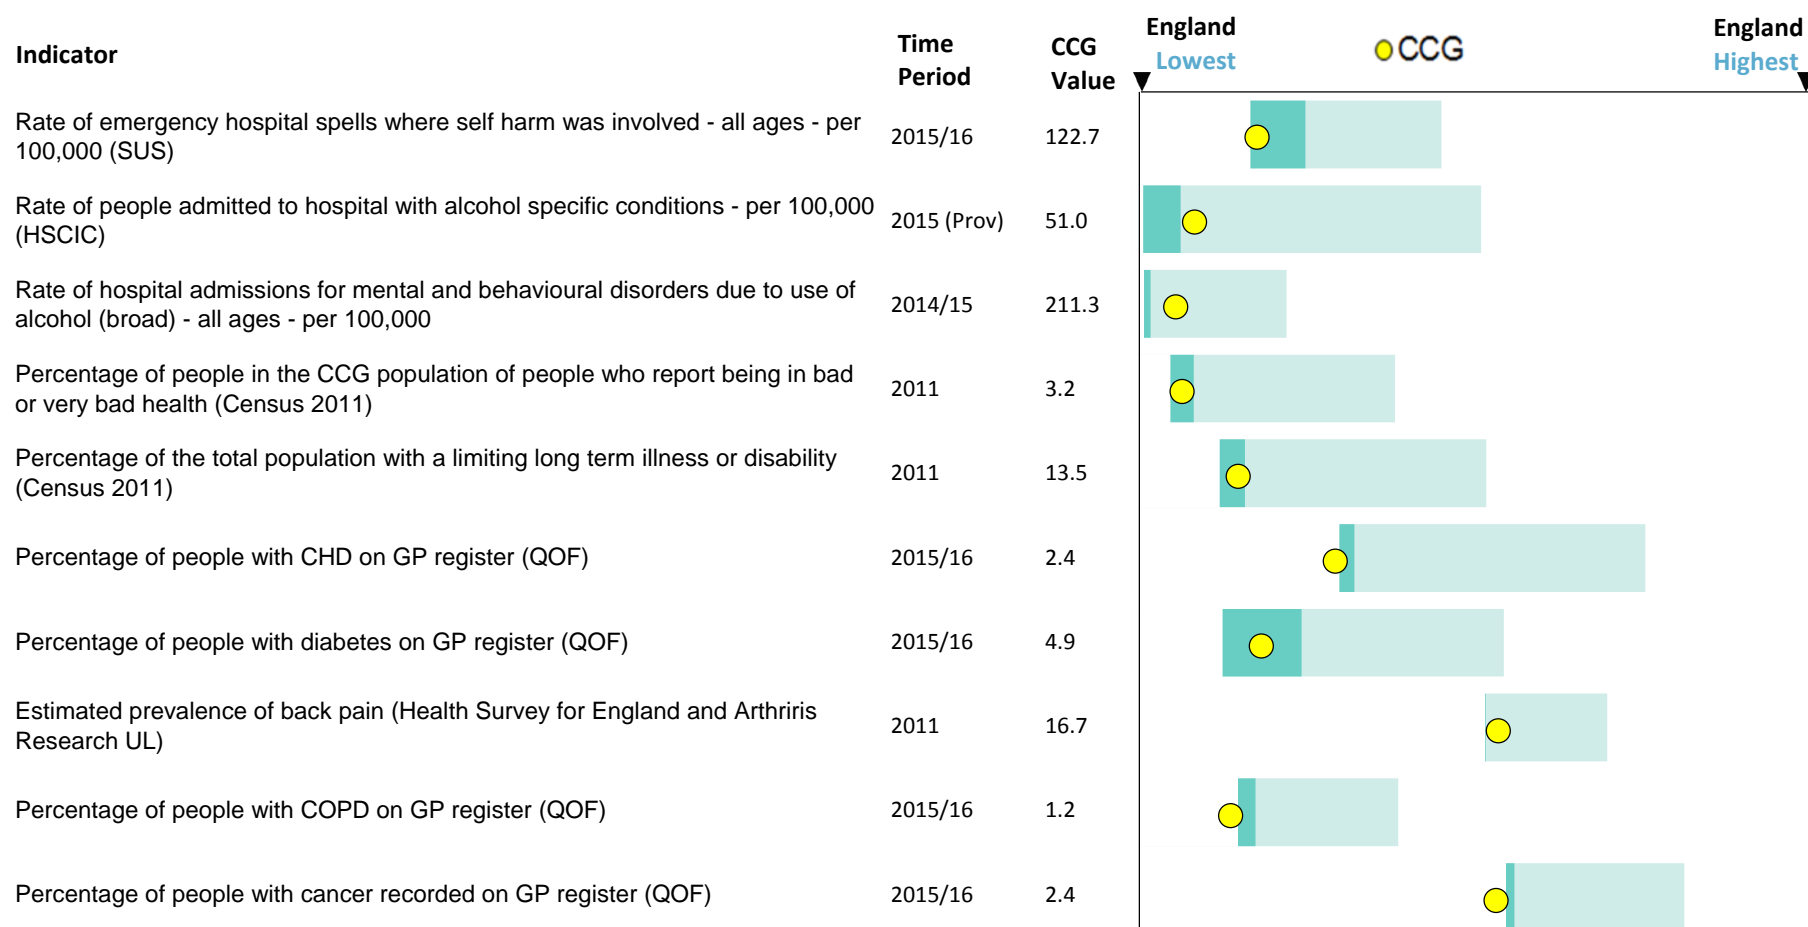 Indicator
Time
Period
CCG
Value
England
Lowest
CCG
England
Highest
Rate of emergency hospital spells where self harm was involved - all ages - per
100,000 (SUS)
2015/16
122.7
Rate of people admitted to hospital with alcohol specific conditions - per 100,000
(HSCIC)
2015 (Prov)
51.0
Rate of hospital admissions for mental and behavioural disorders due to use of
alcohol (broad) - all ages - per 100,000
2014/15
211.3
Percentage of people in the CCG population of people who report being in bad
or very bad health (Census 2011)
2011
3.2
Percentage of the total population with a limiting long term illness or disability
(Census 2011)
2011
13.5
Percentage of people with CHD on GP register (QOF)
2015/16
2.4
Percentage of people with diabetes on GP register (QOF)
2015/16
4.9
Estimated prevalence of back pain (Health Survey for England and Arthriris
Research UL)
2011
16.7
Percentage of people with COPD on GP register (QOF)
2015/16
1.2
Percentage of people with cancer recorded on GP register (QOF)
2015/16
2.4